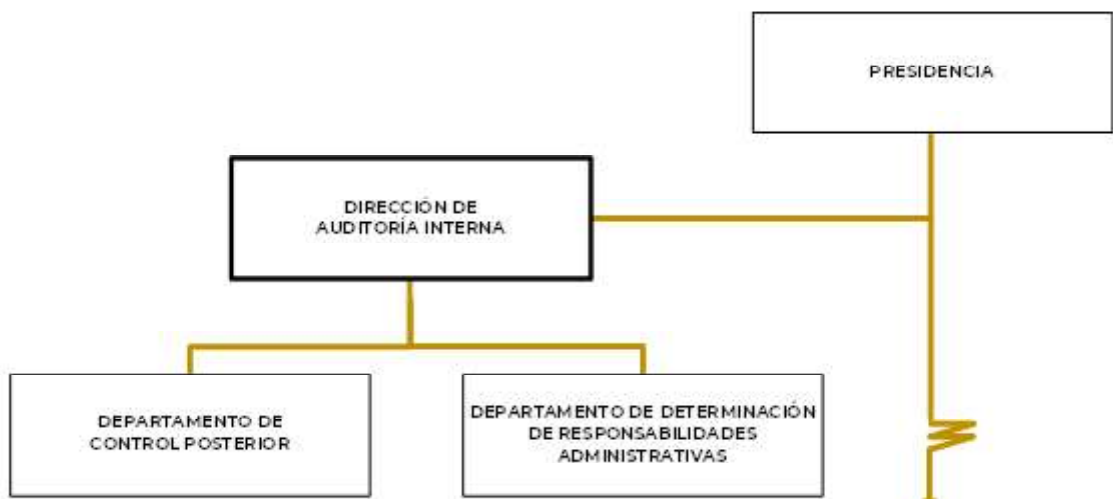 PRESIDENCIA
DIRECCIÓN DE
AUDITORÍA INTERNA
DEPARTAMENTO DE
CONTROL POSTERIOR
DEPARTAMENTO DE DETERMINACIÓN
DE RESPONSABILIDADES
ADMINISTRATIVAS